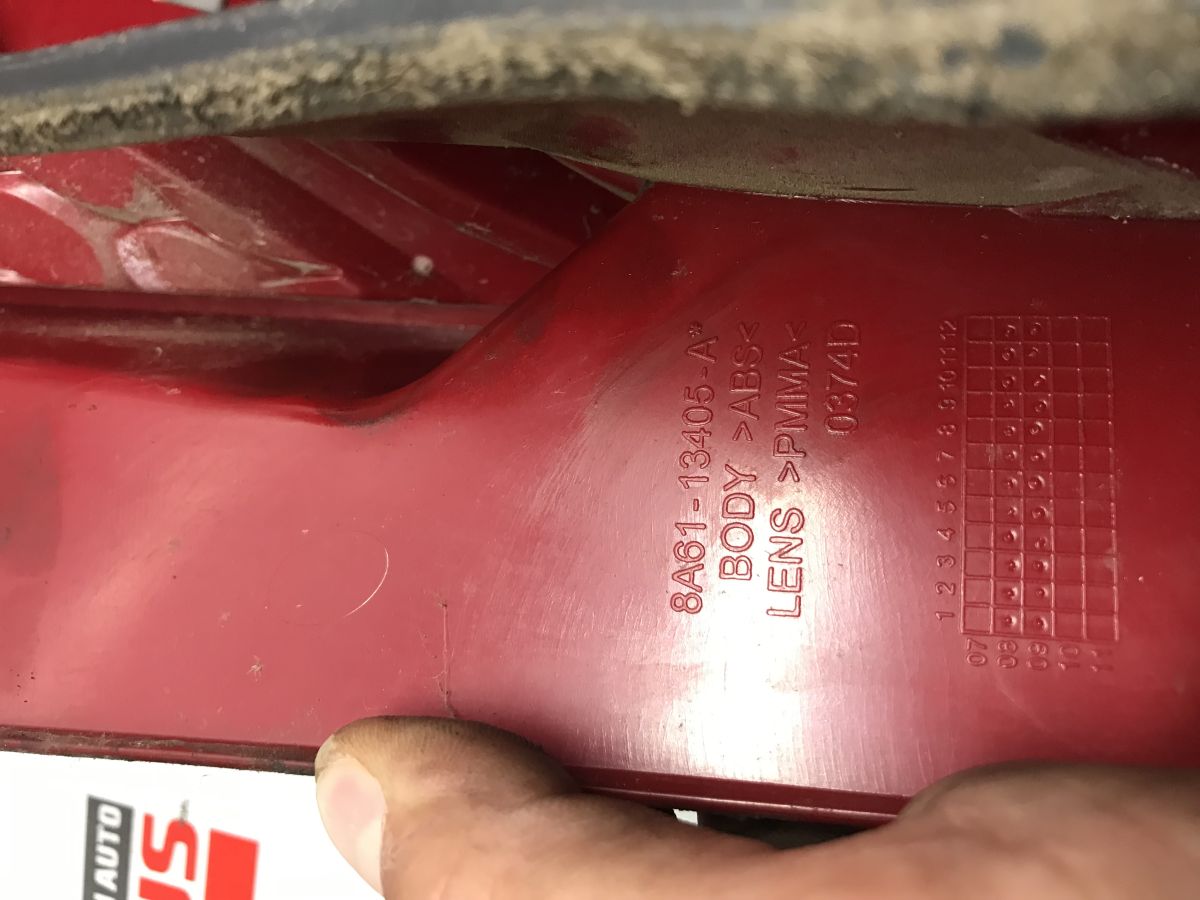 8A61-13405-A*
BODY >ABS<
LENS >PMMA<
0374D
1 2 3 4 5 6 7 8 9 10 11 12
07
08
09
10
11
AUTO